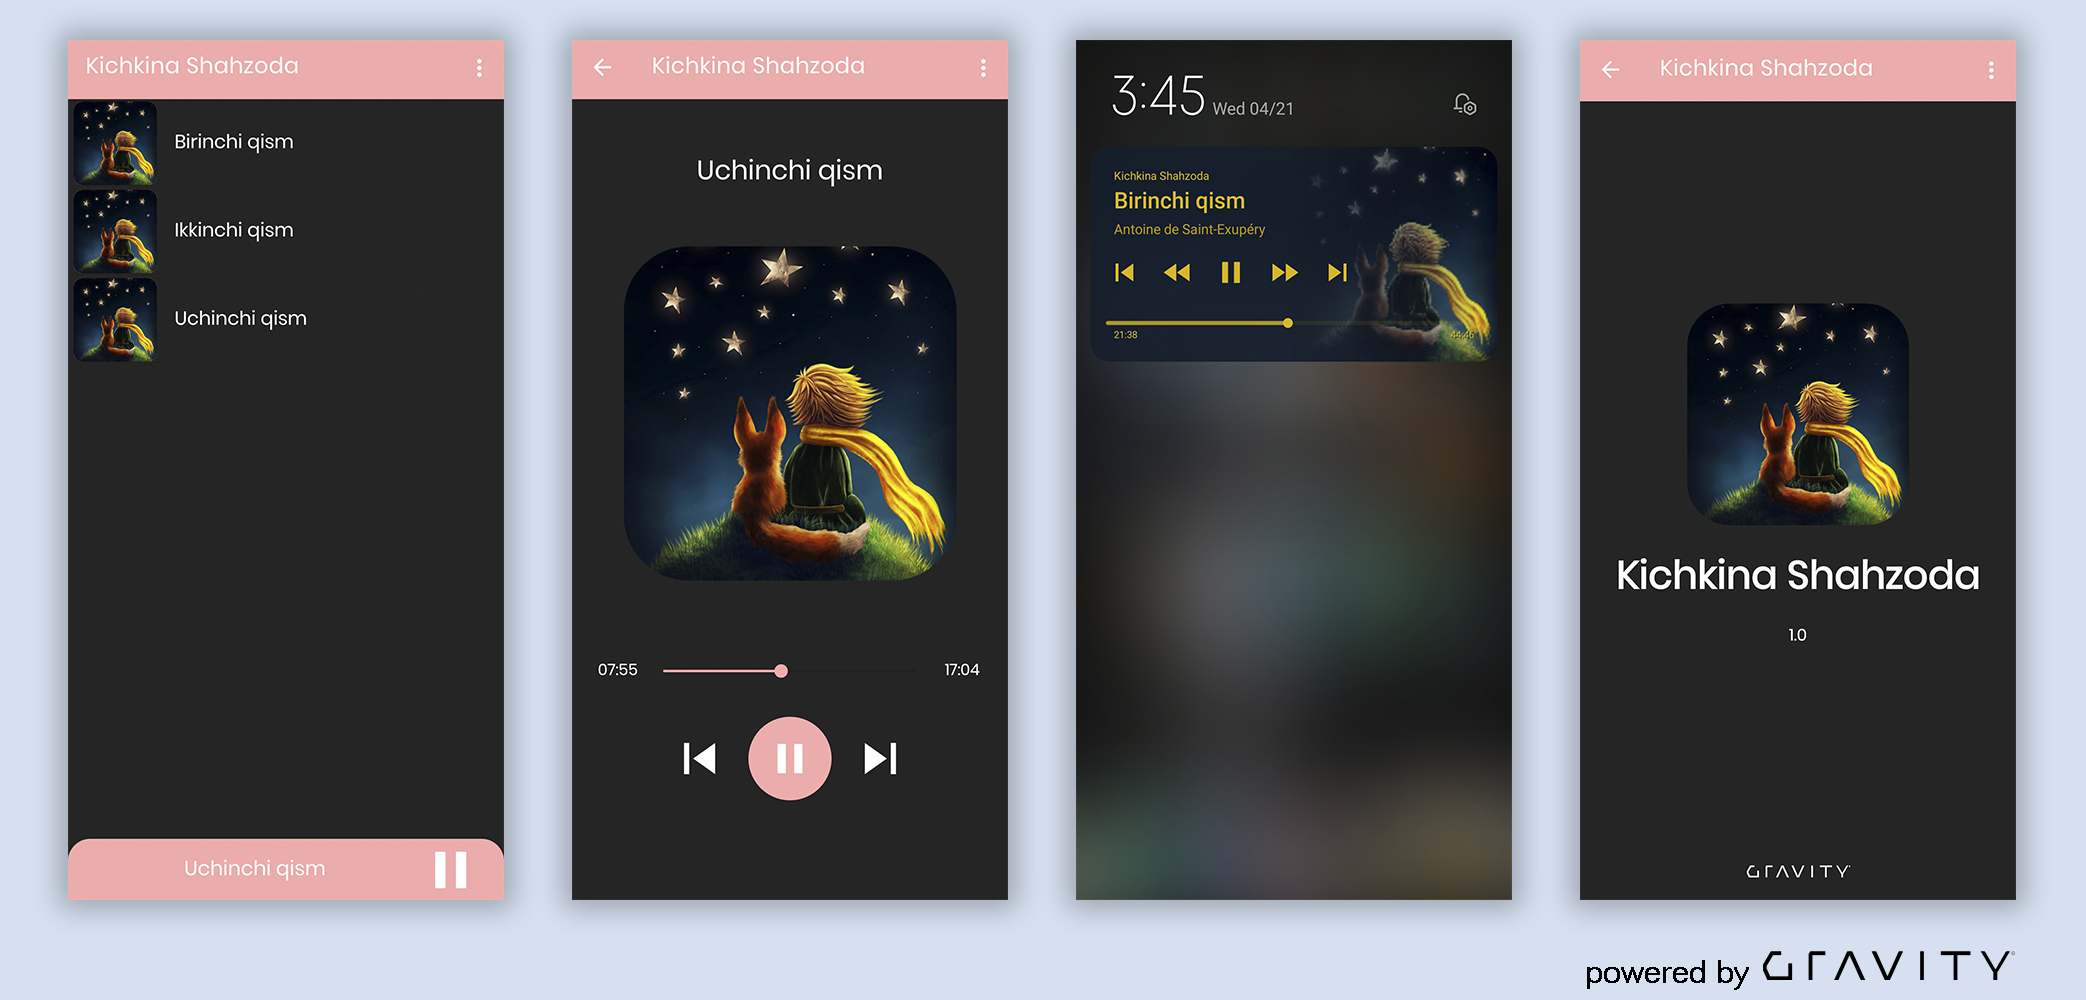 Kichkina Shahzoda
Birinchi qism
Ikkinchi qism
Uchinchi qism
Uchinchi qism
Kichkina Shahzoda
Uchinchi qism
07:55
17:04
3:45 Wed 04/21
Kichkina Shahzoda
Birinchi qism
Antoine de Saint-Exupéry
21:38
44:46
Kichkina Shahzoda
Kichkina Shahzoda
1.0
GRAVITY
powered by GRAVITY